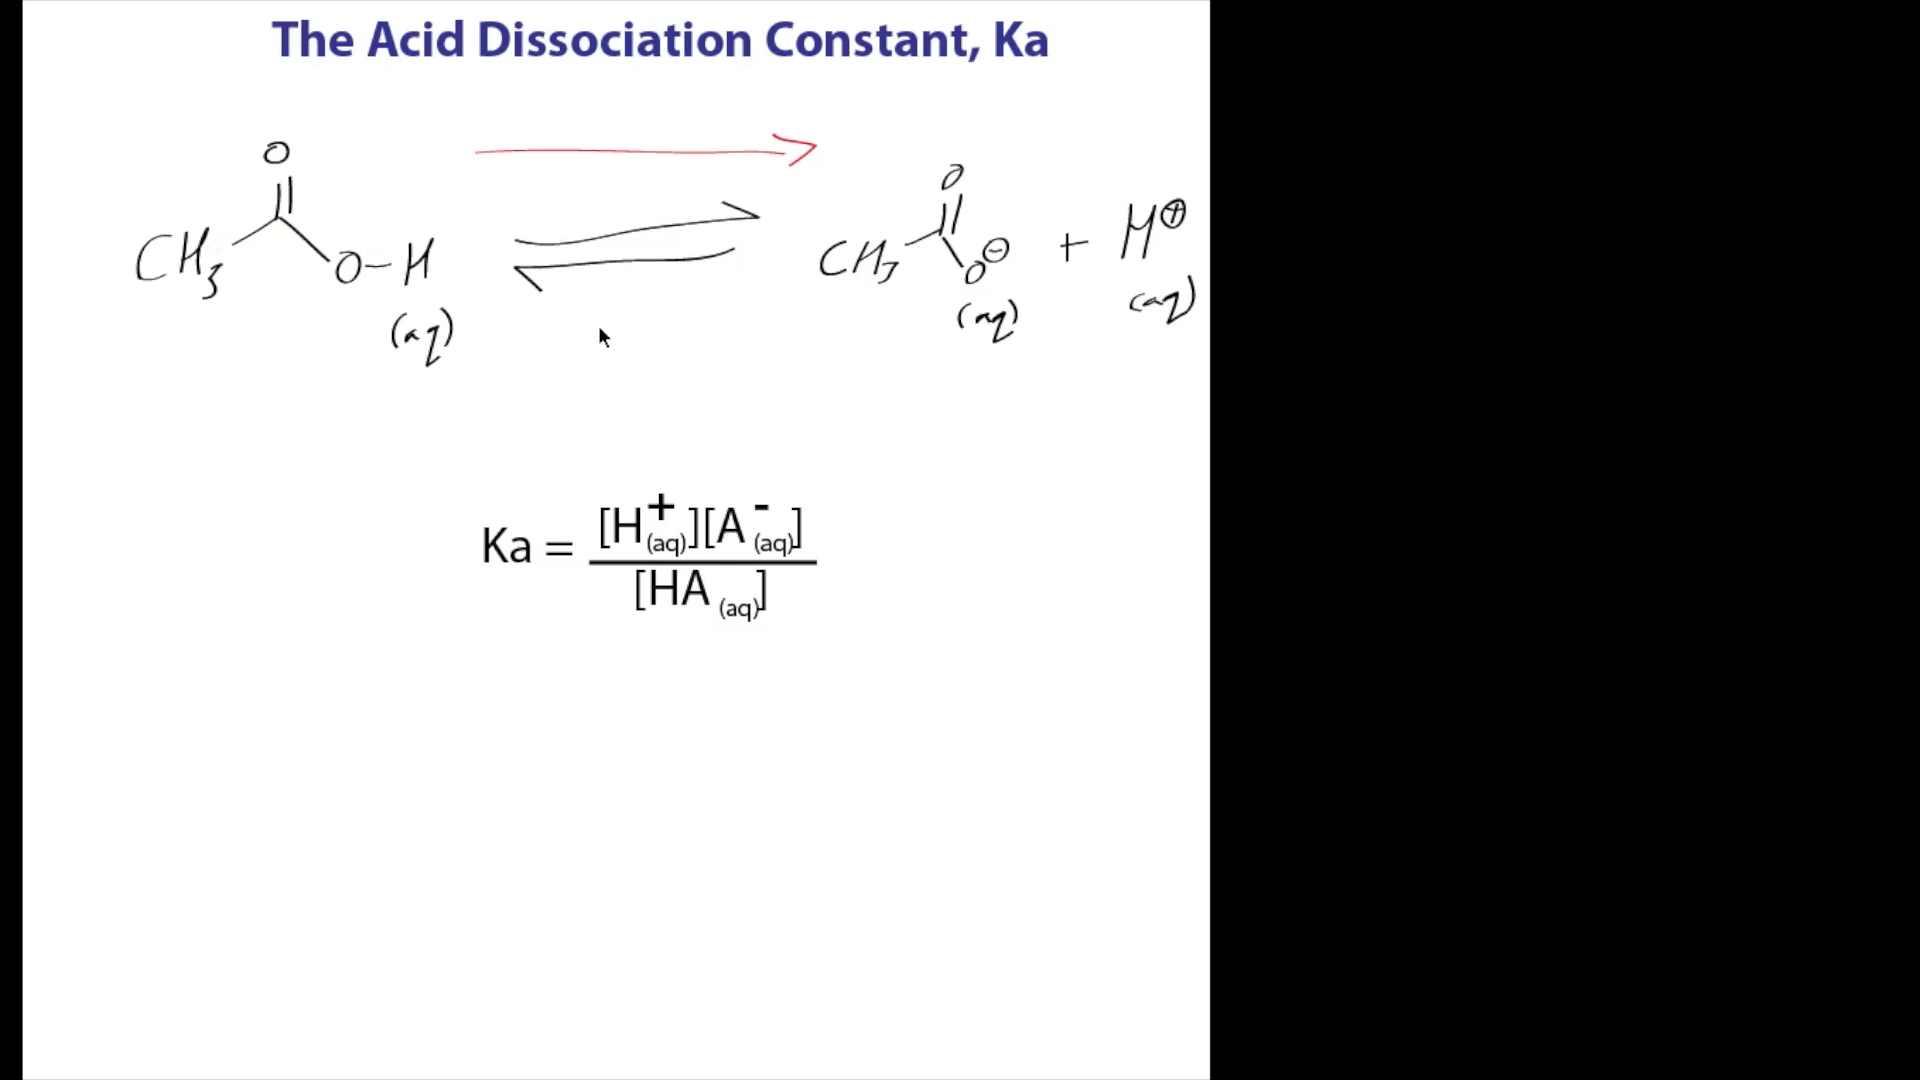 The Acid Dissociation Constant, Ka
O
CH3 O-H (aq) ⇌ CH3 O⊖ (aq) + H⊕ (aq)
O
Ka = [H+(aq)][A-(aq)]
[HA (aq)]